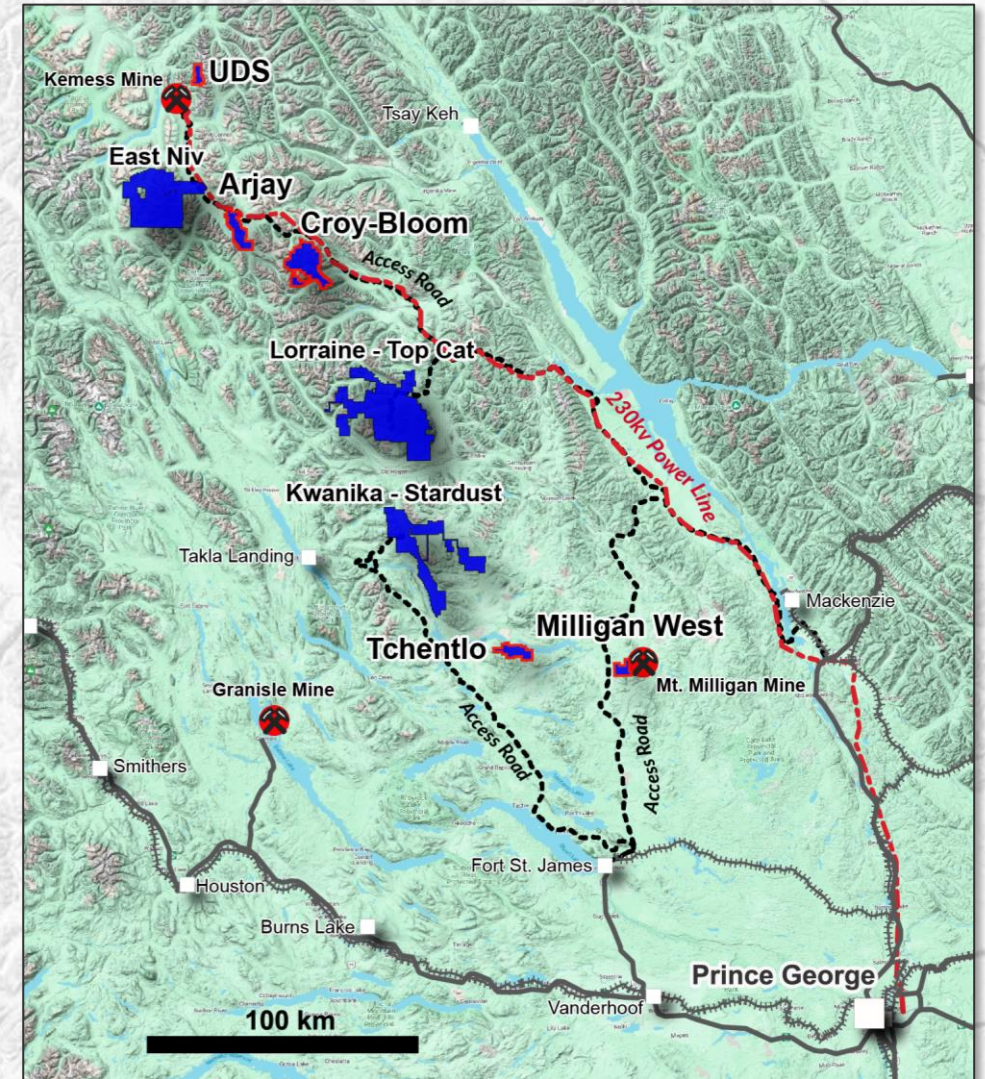 UDS
Kemess Mine
Tsay Keh
East Niv
Arjay
Croy-Bloom
Access Road
Lorraine - Top Cat
230kv Power Line
Kwanika - Stardust
Takla Landing
Mackenzie
Milligan West
Tchentlo
Mt. Milligan Mine
Granisle Mine
Access Road
Access Road
Smithers
Fort St. James
Houston
Burns Lake
Prince George
Vanderhoof
100 km